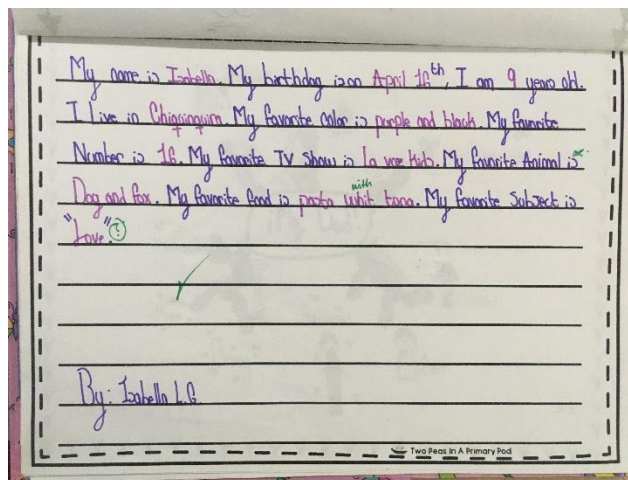 My name is Isabella. My birthday is on April 16th, I am 9 years old.
I live in Chiquinquira. My favorite color is purple and black. My favorite
Number is 16. My favorite TV Show is la voz kids. My favorite Animal is are.
Dog and fox. My favorite food is pasta whit tuna. My favorite Subject is
with
"Love". ?
By: Isabella L.G
Two Peas In A Primary Pod